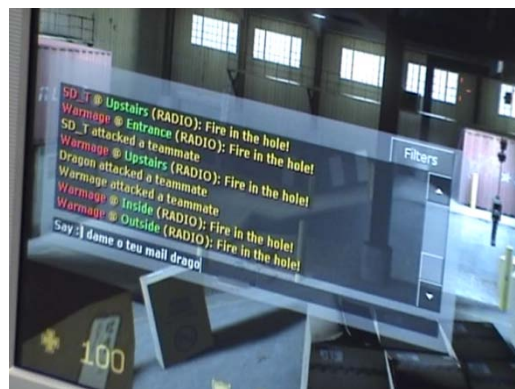 SD_T @ Upstairs (RADIO): Fire in the hole!
Warmage @ Entrance (RADIO): Fire in the hole!
SD_T attacked a teammate
Warmage @ Upstairs (RADIO): Fire in the hole!
Dragon attacked a teammate
Warmage attacked a teammate
Warmage @ Inside (RADIO): Fire in the hole!
Warmage @ Outside (RADIO): Fire in the hole!
Say :] dame o teu mail drago
Filters
100